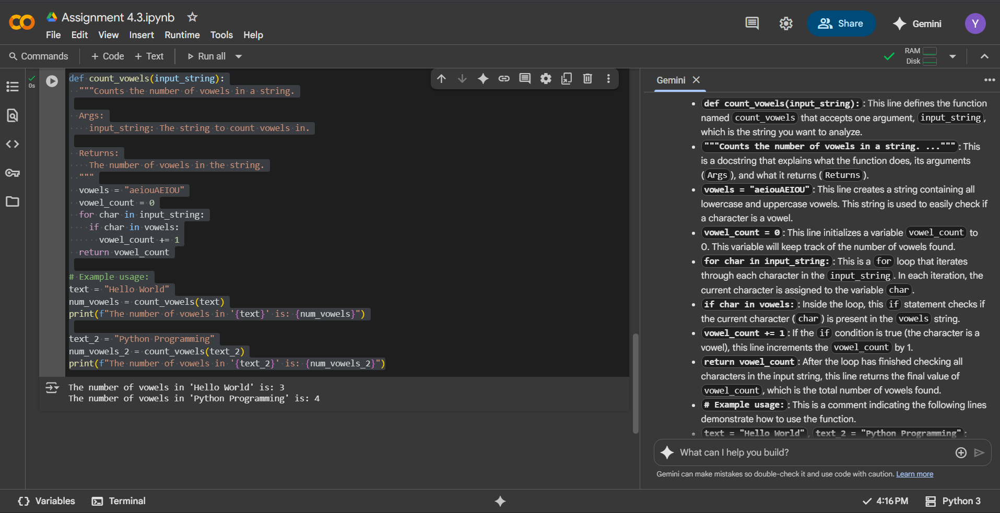 Assignment 4.3.ipynb
File Edit View Insert Runtime Tools Help
Share
Gemini
Y
Commands
+ Code + Text
Run all
RAM
Disk
0s
def count_vowels(input_string):
"""Counts the number of vowels in a string.
Args:
input_string: The string to count vowels in.
Returns:
The number of vowels in the string.
"""
vowels = "aeiouAEIOU"
vowel_count = 0
for char in input_string:
if char in vowels:
vowel_count += 1
return vowel_count
# Example usage:
text = "Hello World"
num_vowels = count_vowels(text)
print(f"The number of vowels in '{text}' is: {num_vowels}")
text_2 = "Python Programming"
num_vowels_2 = count_vowels(text_2)
print(f"The number of vowels in '{text_2}' is: {num_vowels_2}")
The number of vowels in 'Hello World' is: 3
The number of vowels in 'Python Programming' is: 4
Gemini
• def count_vowels(input_string): : This line defines the function
named count_vowels that accepts one argument, input_string ,
which is the string you want to analyze.
• """Counts the number of vowels in a string. ...""" : This
is a docstring that explains what the function does, its arguments
( Args ), and what it returns ( Returns ).
• vowels = "aeiouAEIOU" : This line creates a string containing all
lowercase and uppercase vowels. This string is used to easily check if
a character is a vowel.
• vowel_count = 0 : This line initializes a variable vowel_count to
0. This variable will keep track of the number of vowels found.
• for char in input_string: : This is a for loop that iterates
through each character in the input_string . In each iteration, the
current character is assigned to the variable char .
• if char in vowels: : Inside the loop, this if statement checks if
the current character ( char ) is present in the vowels string.
• vowel_count += 1 : If the if condition is true (the character is a
vowel), this line increments the vowel_count by 1.
• return vowel_count : After the loop has finished checking all
characters in the input string, this line returns the final value of
vowel_count , which is the total number of vowels found.
• # Example usage: : This is a comment indicating the following lines
demonstrate how to use the function.
• text = "Hello World" , text_2 = "Python Programming" :
What can I help you build?
Gemini can make mistakes so double-check it and use code with caution. Learn more
Variables
Terminal
4:16 PM
Python 3